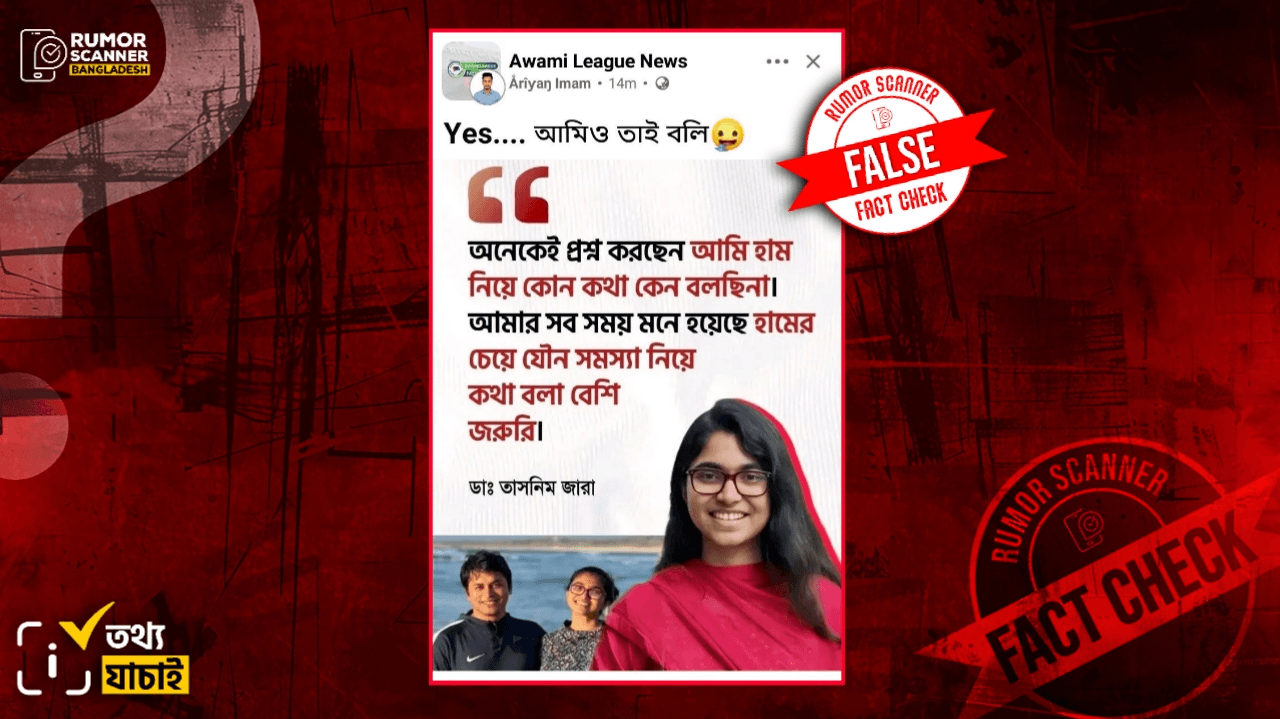 RUMOR
SCANNER
BANGLADESH
Awami League News
Årîyaŋ Imam • 14m •
Yes.... আমিও তাই বলি
অনেকেই প্রশ্ন করছেন আমি হাম
নিয়ে কোন কথা কেন বলছিনা।
আমার সব সময় মনে হয়েছে হামের
চেয়ে যৌন সমস্যা নিয়ে
কথা বলা বেশি
জরুরি।
ডাঃ তাসনিম জারা
RUMOR SCANNER
FALSE
FACT CHECK
RUMOR SCANNER
FACT CHECK
তথ্য
যাচাই